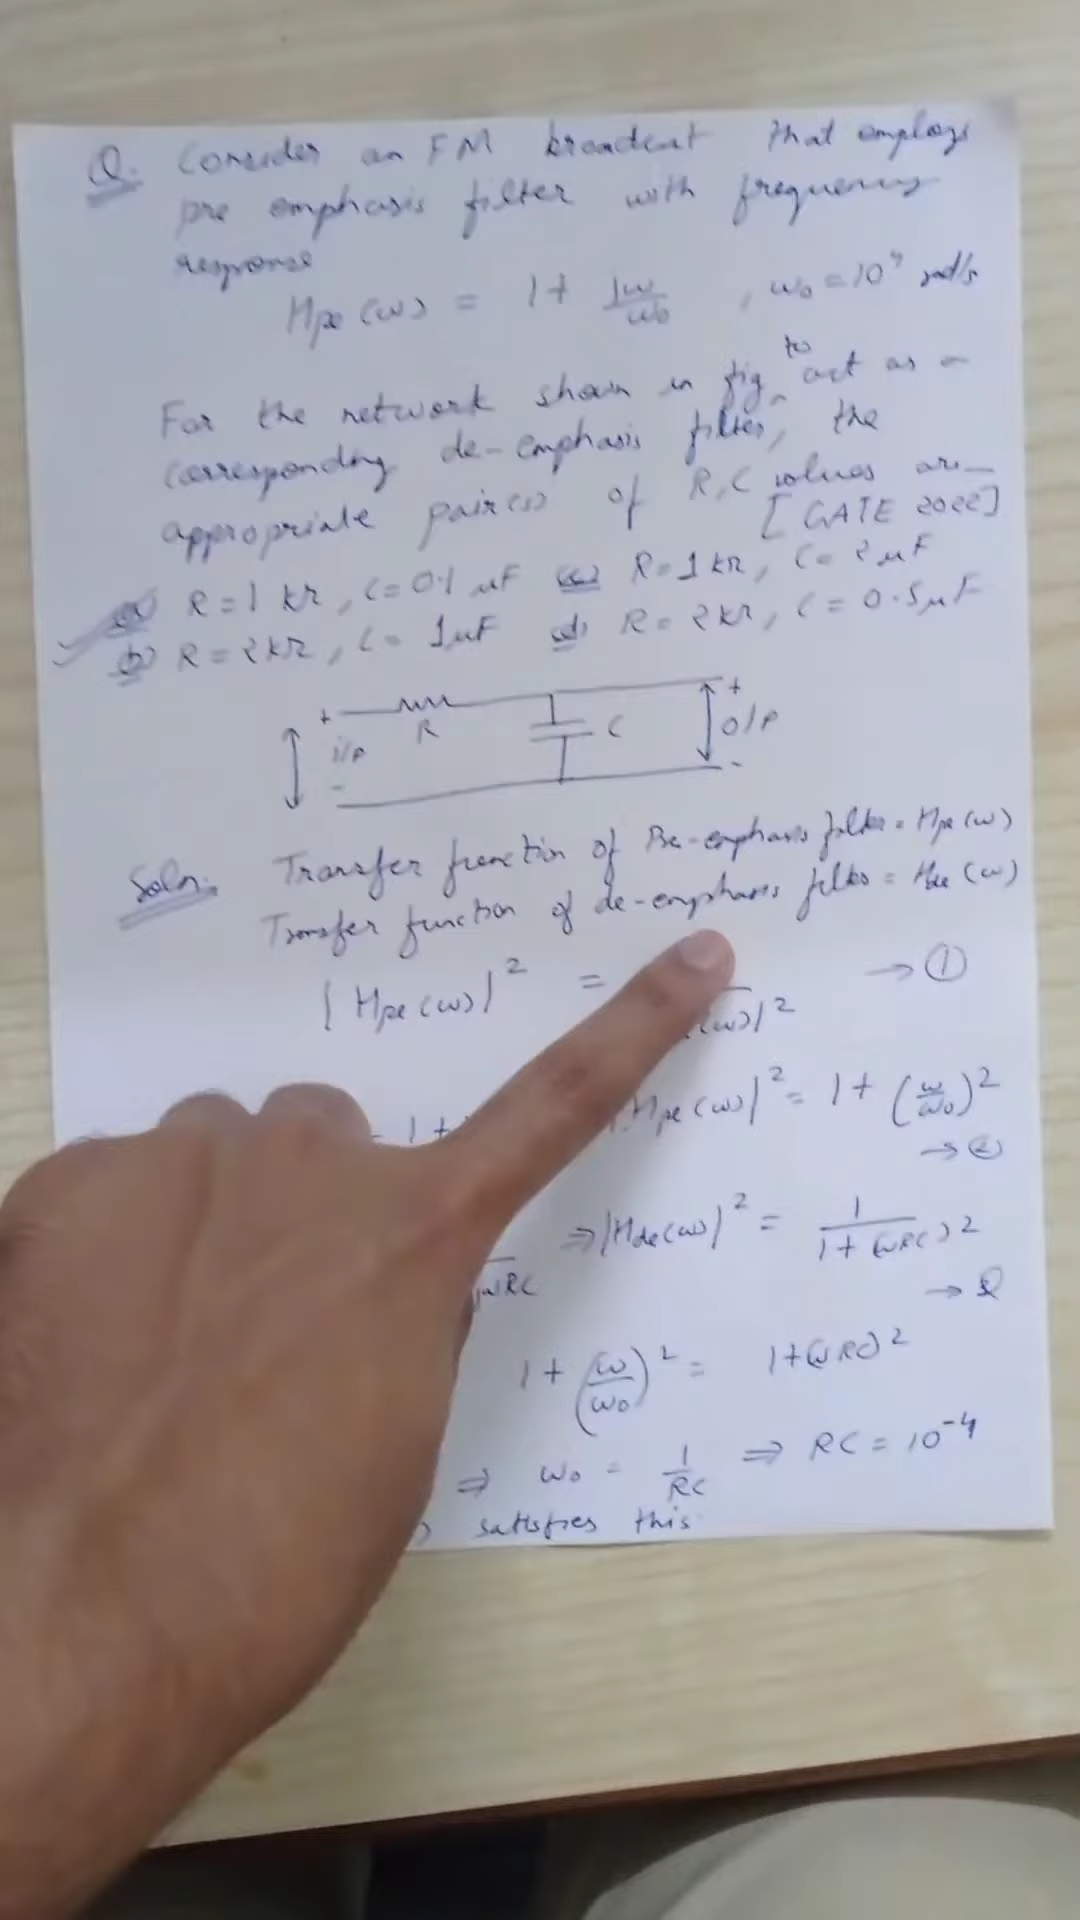 Q. Consider an FM broadcast that employs
pre emphasis filter with frequency
response
Hpe (ω) = 1 + jω/ω0 , ω0 = 10^4 rad/s
For the network shown in fig, to act as a
corresponding de-emphasis filter, the
appropriate pair(s) of R, C values are —
[GATE 2022]
(a) R = 1 kΩ, C = 0.1 μF (c) R = 1 kΩ, C = 2 μF
(b) R = 2 kΩ, C = 1 μF (d) R = 2 kΩ, C = 0.5 μF
+ R C + O/P
i/P
- -
Soln: Transfer function of Pre-emphasis filter = Hpe (ω)
Transfer function of de-emphasis filter = Hde (ω)
|Hpe (ω)|^2 = (ω)|^2 → ①
1+ Hpe (ω)|^2 = 1 + (ω/ω0)^2
→ ②
jωRC ⇒ |Hde (ω)|^2 = 1/(1 + (ωRC)^2)
→
1 + (ω/ω0)^2 = 1 + (ωRC)^2
⇒ ω0 = 1/RC ⇒ RC = 10^-4
) satisfies this